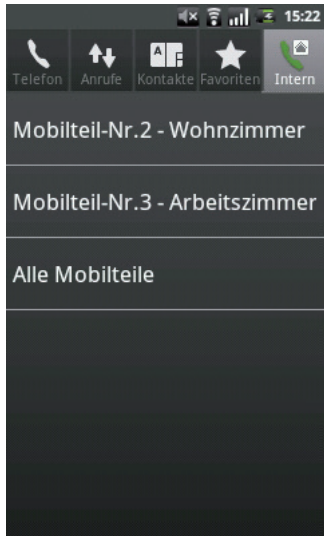 15:22
Telefon Anrufe Kontakte Favoriten Intern
Mobilteil-Nr.2 - Wohnzimmer
Mobilteil-Nr.3 - Arbeitszimmer
Alle Mobilteile